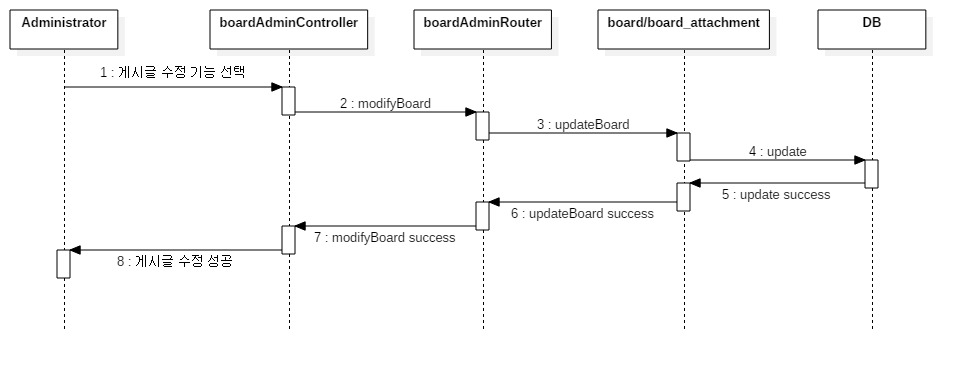 Administrator
boardAdminController
boardAdminRouter
board/board_attachment
DB
1 : 게시글 수정 기능 선택
2 : modifyBoard
3 : updateBoard
4 : update
5 : update success
6 : updateBoard success
7 : modifyBoard success
8 : 게시글 수정 성공